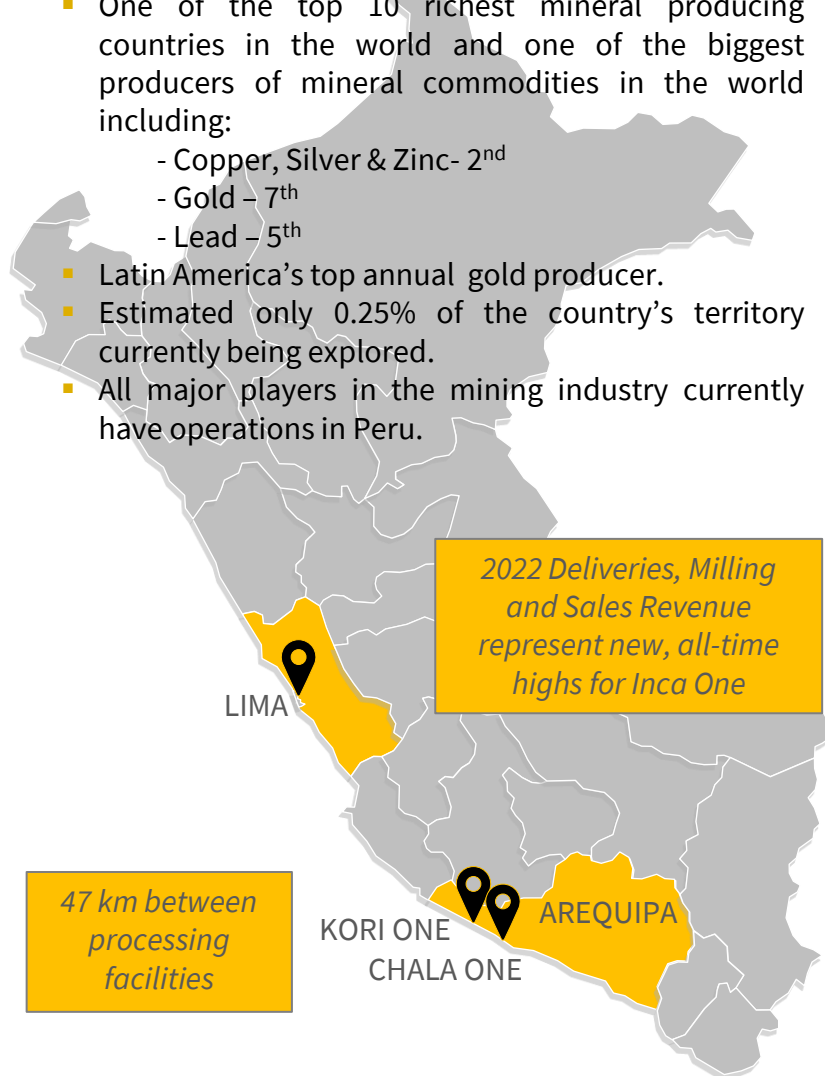 ▪ One of the top 10 richest mineral producing
countries in the world and one of the biggest
producers of mineral commodities in the world
including:
- Copper, Silver & Zinc- 2nd
- Gold – 7th
- Lead – 5th
▪ Latin America’s top annual gold producer.
▪ Estimated only 0.25% of the country’s territory
currently being explored.
▪ All major players in the mining industry currently
have operations in Peru.
2022 Deliveries, Milling
and Sales Revenue
represent new, all-time
highs for Inca One
LIMA
47 km between
processing
facilities
KORI ONE
AREQUIPA
CHALA ONE